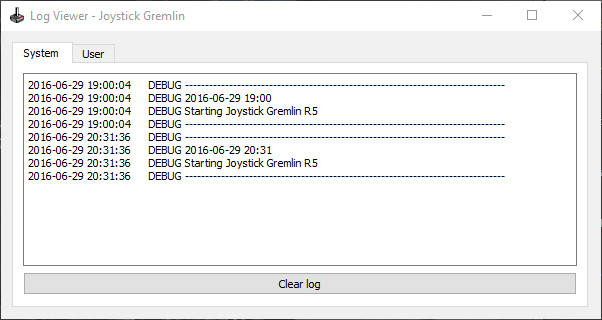 Log Viewer - Joystick Gremlin
System User
2016-06-29 19:00:04 DEBUG --------------------------------------------------------------------------------
2016-06-29 19:00:04 DEBUG 2016-06-29 19:00
2016-06-29 19:00:04 DEBUG Starting Joystick Gremlin R5
2016-06-29 19:00:04 DEBUG --------------------------------------------------------------------------------
2016-06-29 20:31:36 DEBUG --------------------------------------------------------------------------------
2016-06-29 20:31:36 DEBUG 2016-06-29 20:31
2016-06-29 20:31:36 DEBUG Starting Joystick Gremlin R5
2016-06-29 20:31:36 DEBUG --------------------------------------------------------------------------------
Clear log